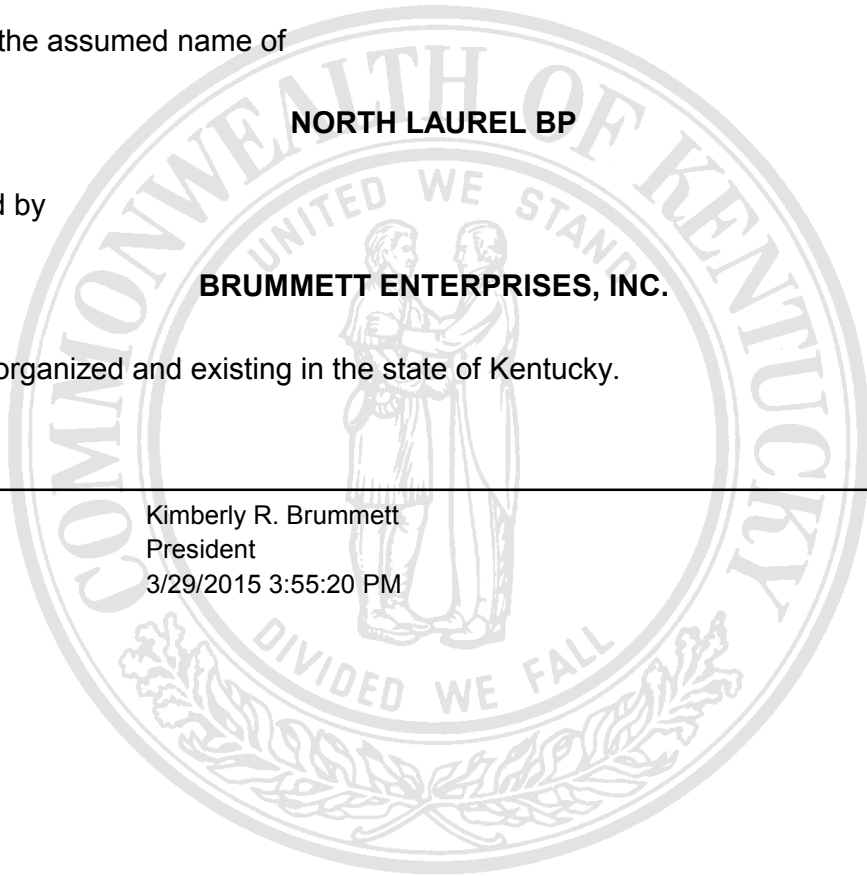 the assumed name of
NORTH LAUREL BP
d by
BRUMMETT ENTERPRISES, INC.
organized and existing in the state of Kentucky.
Kimberly R. Brummett
President
3/29/2015 3:55:20 PM
COMMONWEALTH OF KENTUCKY
UNITED WE STAND
DIVIDED WE FALL